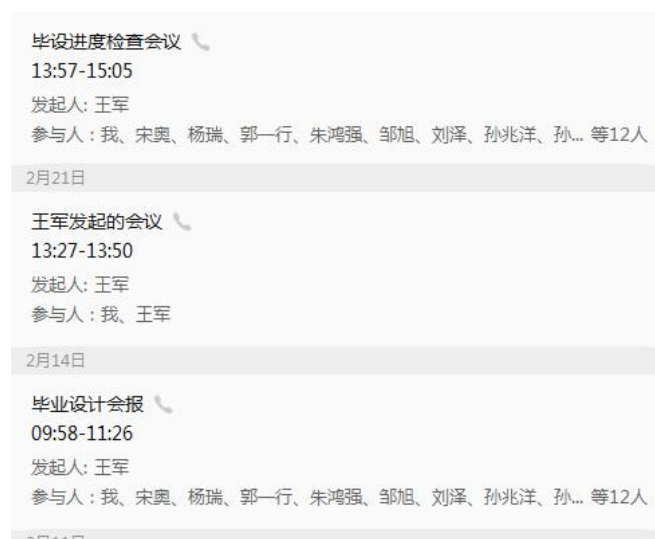 毕设进度检查会议
13:57-15:05
发起人: 王军
参与人：我、宋奥、杨瑞、郭一行、朱鸿强、邹旭、刘泽、孙兆洋、孙... 等12人
2月21日
王军发起的会议
13:27-13:50
发起人: 王军
参与人：我、王军
2月14日
毕业设计会报
09:58-11:26
发起人: 王军
参与人：我、宋奥、杨瑞、郭一行、朱鸿强、邹旭、刘泽、孙兆洋、孙... 等12人